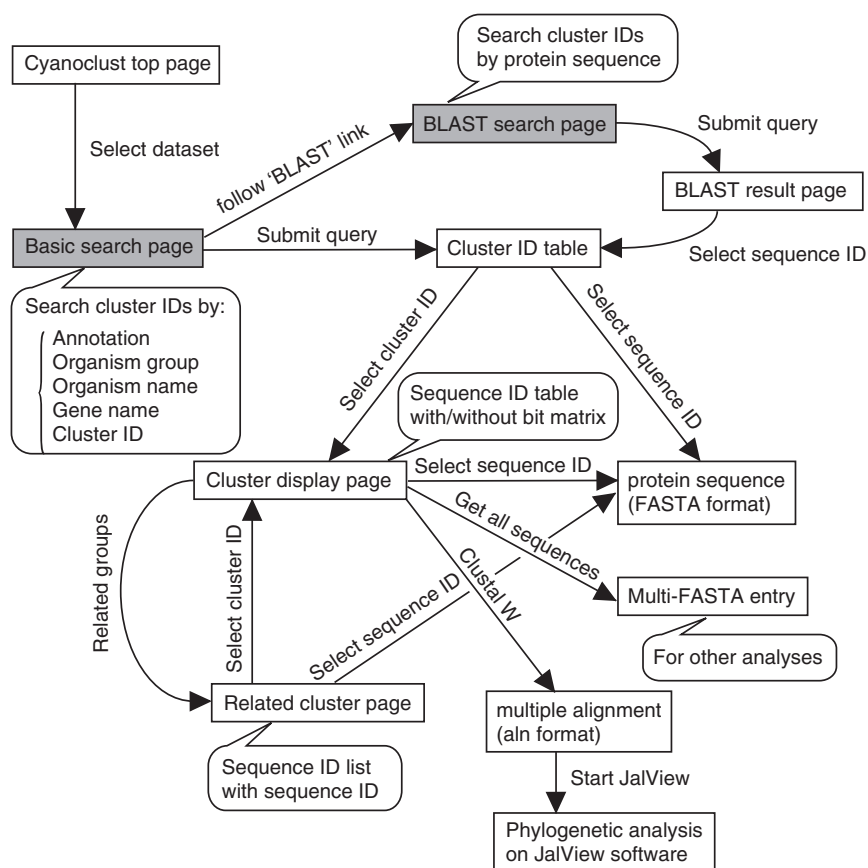 Search cluster IDs
by protein sequence
Cyanoclust top page
BLAST search page
Submit query
Select dataset
follow ‘BLAST’ link
BLAST result page
Basic search page
Submit query
Cluster ID table
Select sequence ID
Search cluster IDs by:
Annotation
Organism group
Organism name
Gene name
Cluster ID
Select cluster ID
Select sequence ID
Sequence ID table
with/without bit matrix
Cluster display page
Select sequence ID
protein sequence
(FASTA format)
Related groups
Select cluster ID
Select sequence ID
Clustal W
Get all sequences
Multi-FASTA entry
For other analyses
Related cluster page
Sequence ID list
with sequence ID
multiple alignment
(aln format)
Start JalView
Phylogenetic analysis
on JalView software